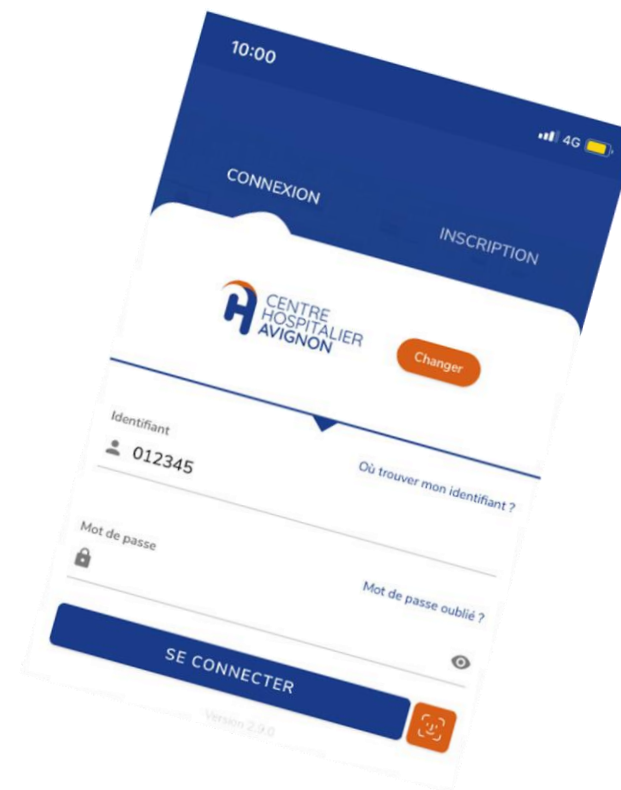 10:00
4G
CONNEXION
INSCRIPTION
CENTRE
HOSPITALIER
AVIGNON
Changer
Identifiant
012345
Où trouver mon identifiant ?
Mot de passe
Mot de passe oublié ?
SE CONNECTER
Version 2.9.0